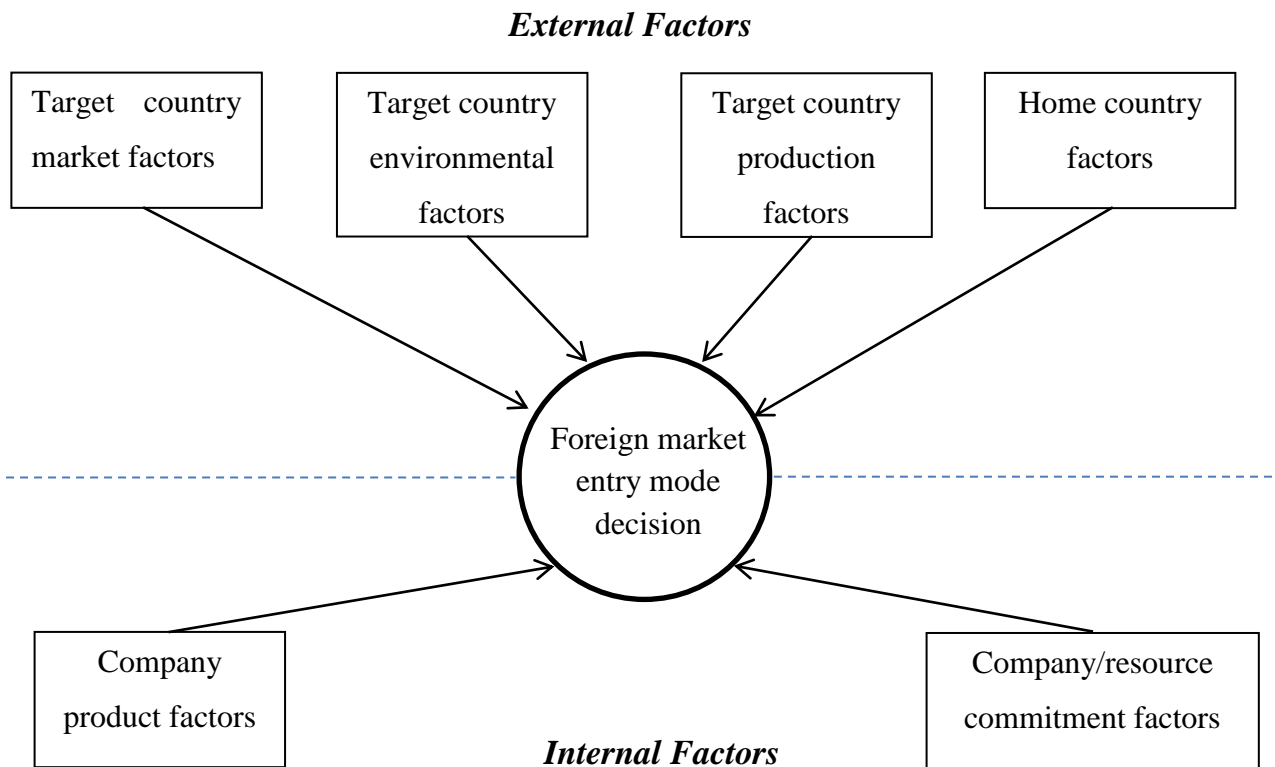 External Factors
Target country
market factors
Target country
environmental
factors
Target country
production
factors
Home country
factors
Foreign market
entry mode
decision
Company
product factors
Company/resource
commitment factors
Internal Factors